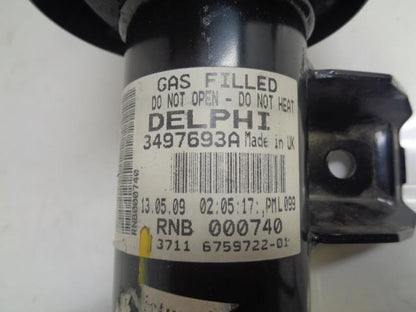 GAS FILLED
DO NOT OPEN - DO NOT HEAT
DELPHI
3497693A Made in UK
RNB000740
13.05.09 02:05:17:,PML099
RNB 000740
3711 6759722-01